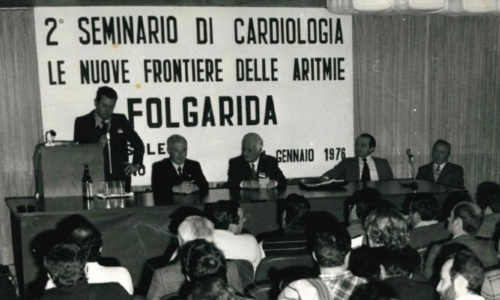 2° SEMINARIO DI CARDIOLOGIA
LE NUOVE FRONTIERE DELLE ARITMIE
FOLGARIDA
GENNAIO 1976